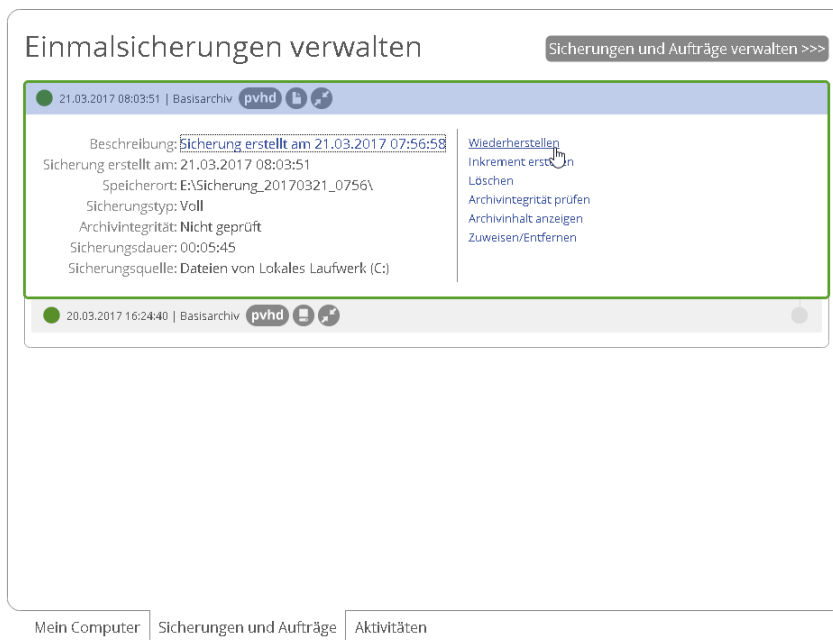 Einmalsicherungen verwalten
Sicherungen und Aufträge verwalten >>>
21.03.2017 08:03:51 | Basisarchiv pvhd
Beschreibung: Sicherung erstellt am 21.03.2017 07:56:58
Sicherung erstellt am: 21.03.2017 08:03:51
Speicherort: E:\Sicherung_20170321_0756\
Sicherungstyp: Voll
Archivintegrität: Nicht geprüft
Sicherungsdauer: 00:05:45
Sicherungsquelle: Dateien von Lokales Laufwerk (C:)
Wiederherstellen
Inkrement erstellen
Löschen
Archivintegrität prüfen
Archivinhalt anzeigen
Zuweisen/Entfernen
20.03.2017 16:24:40 | Basisarchiv pvhd
Mein Computer
Sicherungen und Aufträge
Aktivitäten